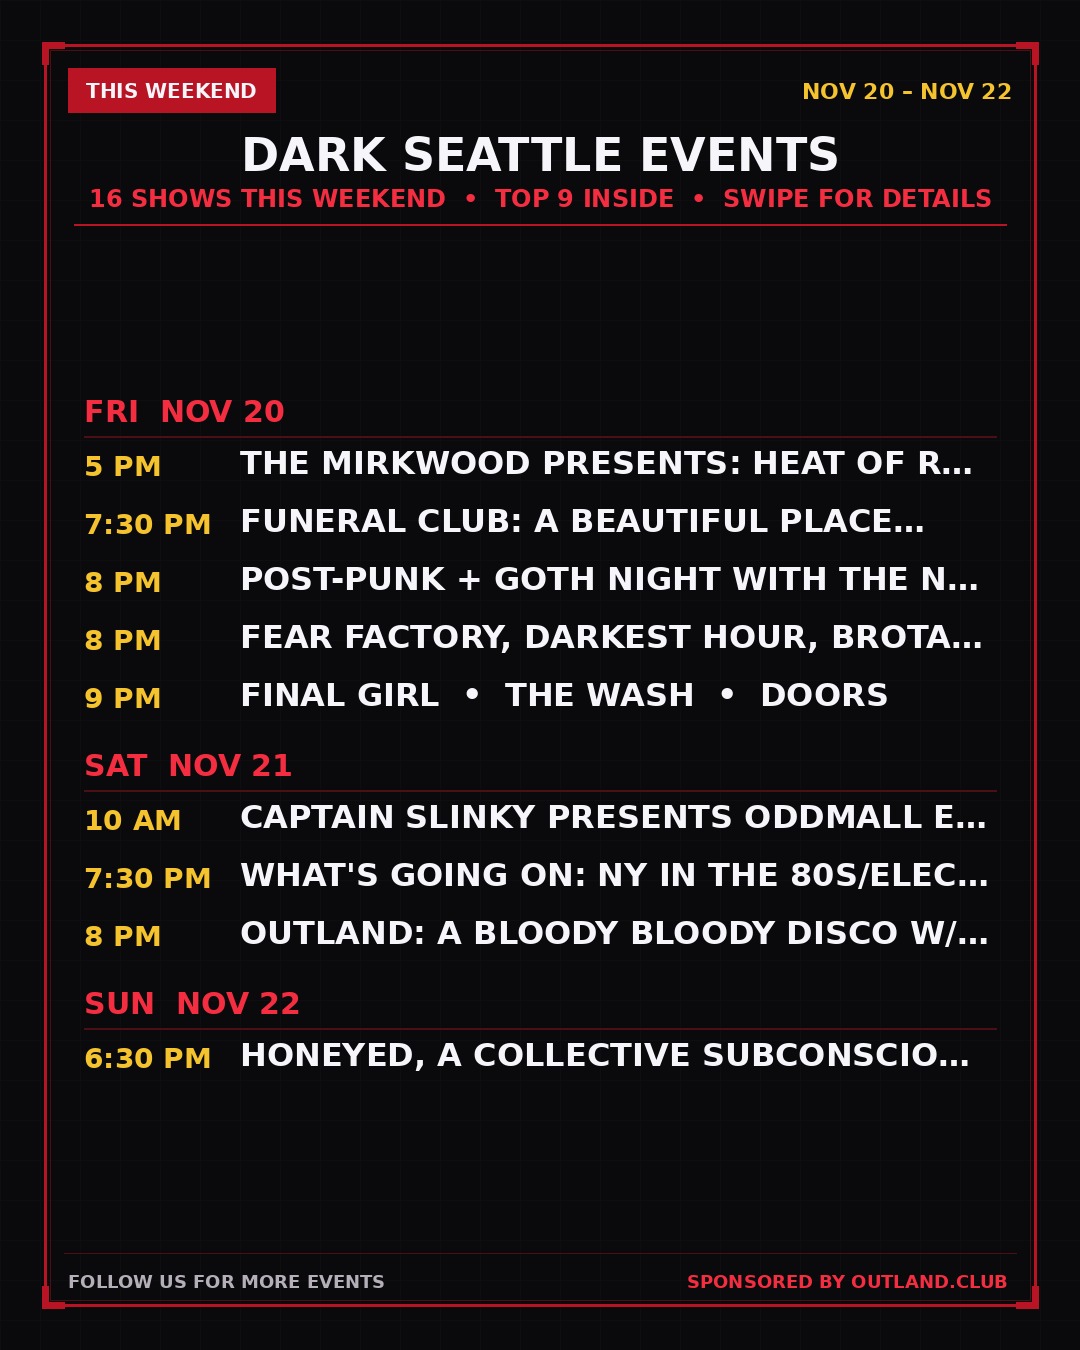 THIS WEEKEND
NOV 20 – NOV 22
DARK SEATTLE EVENTS
16 SHOWS THIS WEEKEND • TOP 9 INSIDE • SWIPE FOR DETAILS
FRI NOV 20
5 PM THE MIRKWOOD PRESENTS: HEAT OF R...
7:30 PM FUNERAL CLUB: A BEAUTIFUL PLACE...
8 PM POST-PUNK + GOTH NIGHT WITH THE N...
8 PM FEAR FACTORY, DARKEST HOUR, BROTA...
9 PM FINAL GIRL • THE WASH • DOORS
SAT NOV 21
10 AM CAPTAIN SLINKY PRESENTS ODDMALL E...
7:30 PM WHAT'S GOING ON: NY IN THE 80S/ELEC...
8 PM OUTLAND: A BLOODY BLOODY DISCO W/...
SUN NOV 22
6:30 PM HONEYED, A COLLECTIVE SUBCONSCIO...
FOLLOW US FOR MORE EVENTS
SPONSORED BY OUTLAND.CLUB